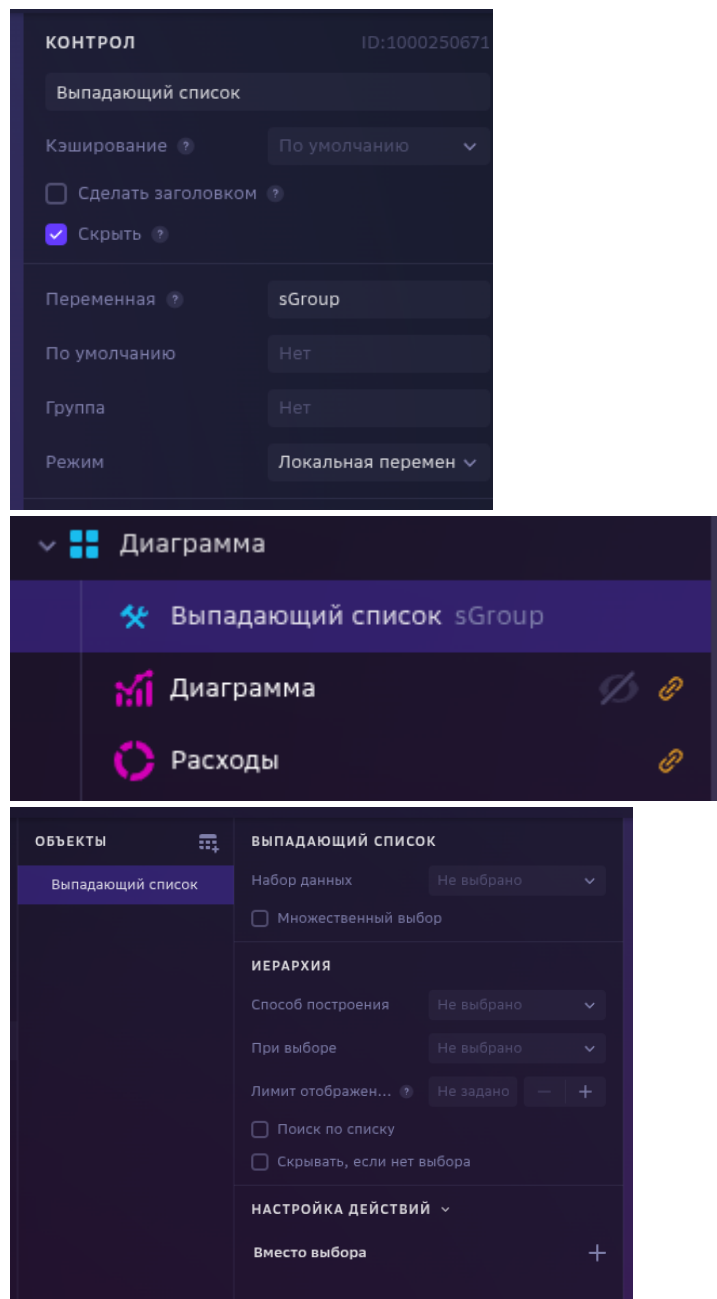 КОНТРОЛ ID:1000250671
Выпадающий список
Кэширование ? По умолчанию
Сделать заголовком ?
Скрыть ?
Переменная ? sGroup
По умолчанию Нет
Группа Нет
Режим Локальная перемен
Диаграмма
Выпадающий список sGroup
Диаграмма
Расходы
ОБЪЕКТЫ
Выпадающий список
ВЫПАДАЮЩИЙ СПИСОК
Набор данных Не выбрано
Множественный выбор
ИЕРАРХИЯ
Способ построения Не выбрано
При выборе Не выбрано
Лимит отображен... ? Не задано
Поиск по списку
Скрывать, если нет выбора
НАСТРОЙКА ДЕЙСТВИЙ
Вместо выбора